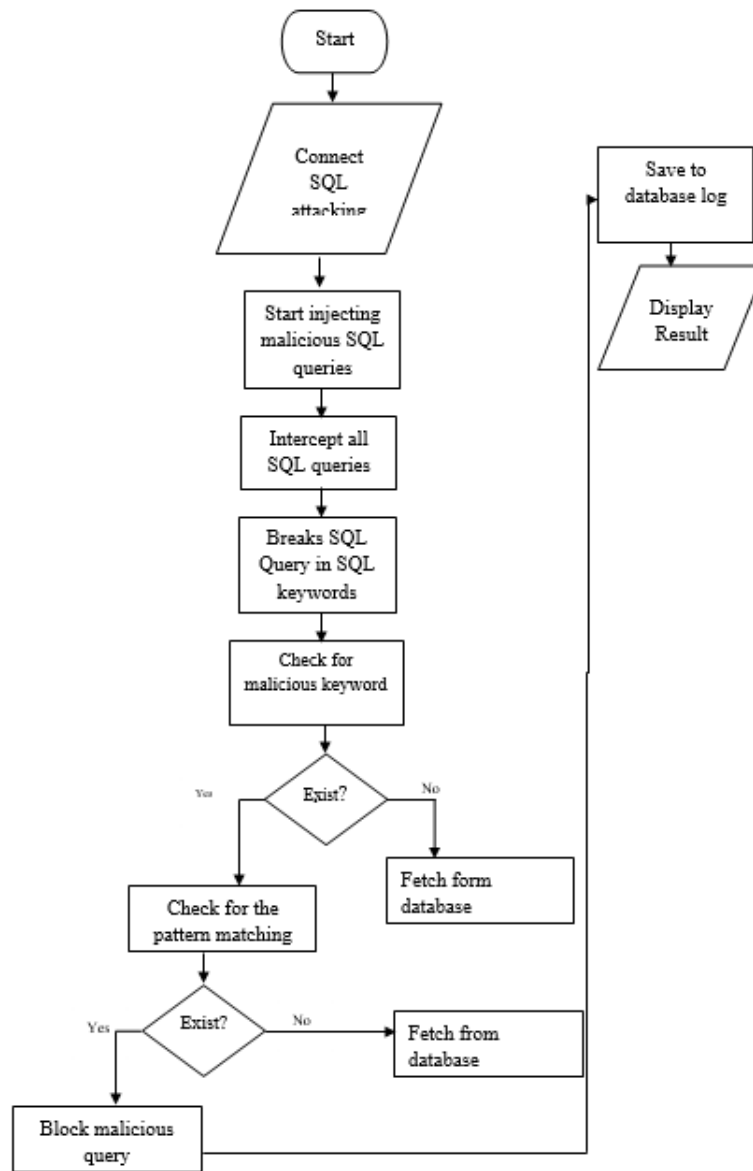 Start
Connect
SQL
attacking
Start injecting
malicious SQL
queries
Intercept all
SQL queries
Breaks SQL
Query in SQL
keywords
Check for
malicious keyword
Exist?
Yes
No
Fetch form
database
Check for the
pattern matching
Exist?
Yes
No
Fetch from
database
Block malicious
query
Save to
database log
Display
Result